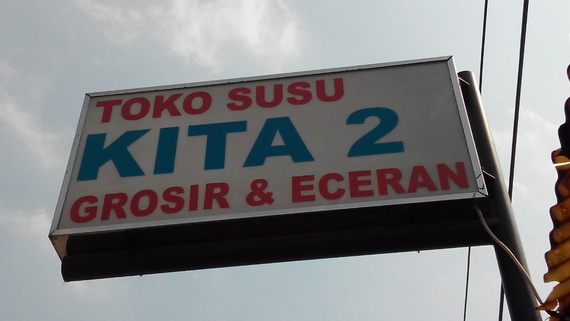 TOKO SUSU
KITA 2
GROSIR & ECERAN